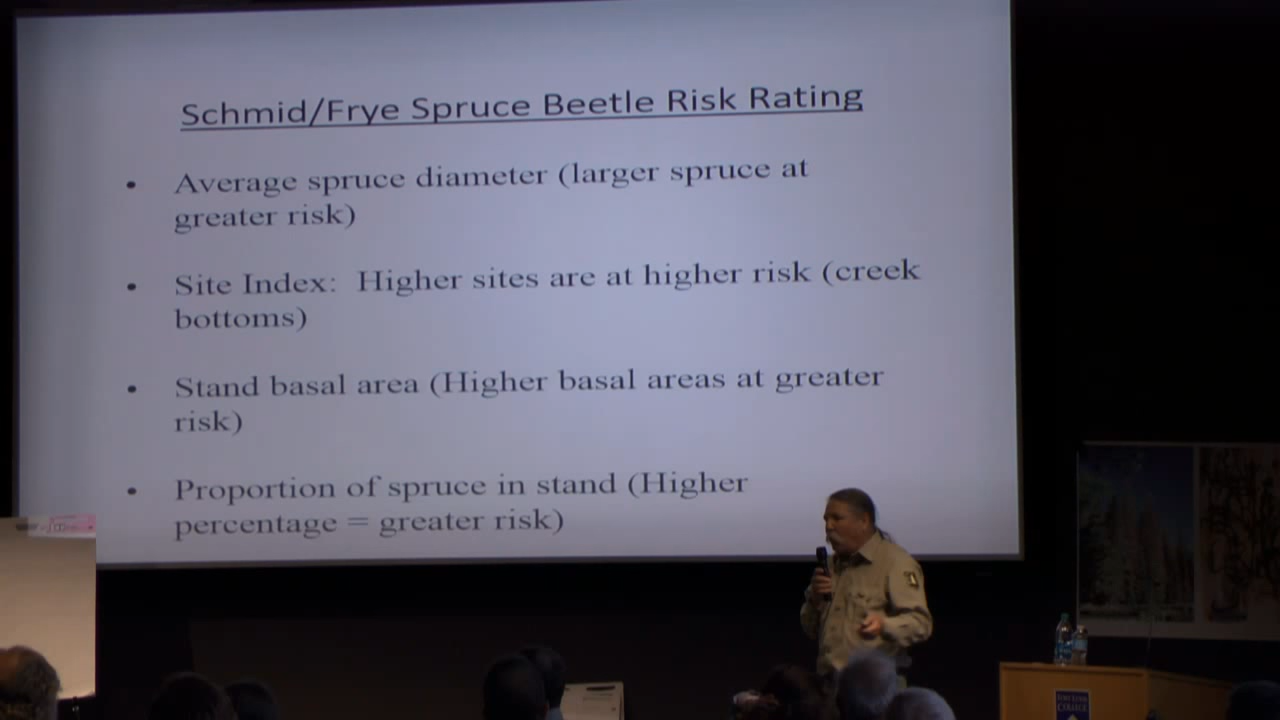 Schmid/Frye Spruce Beetle Risk Rating
• Average spruce diameter (larger spruce at
greater risk)
• Site Index: Higher sites are at higher risk (creek
bottoms)
• Stand basal area (Higher basal areas at greater
risk)
• Proportion of spruce in stand (Higher
percentage = greater risk)
COLLEGE